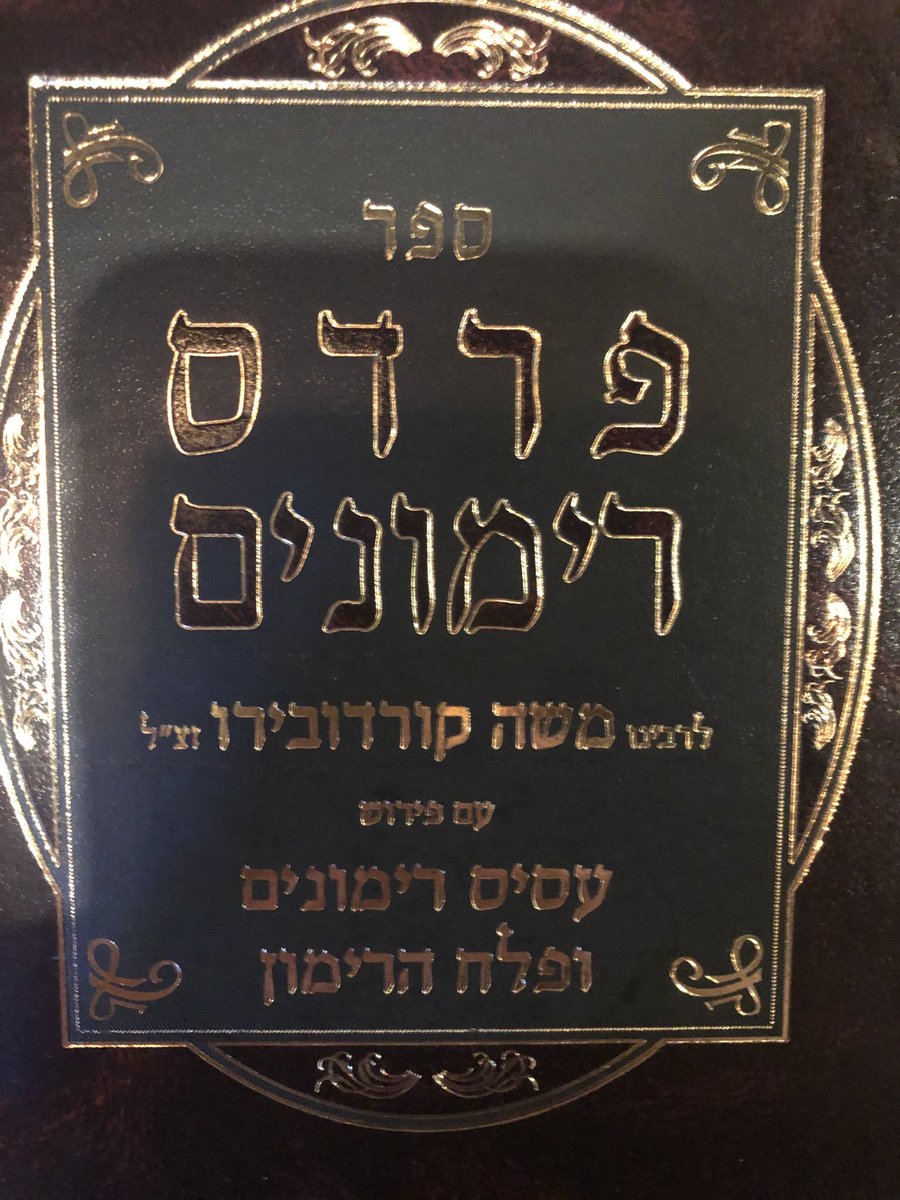 ספר
פרדס
רימונים
לרבינו משה קורדובירו זצ״ל
עם פירוש
עסיס רימונים
ופלח הרימון